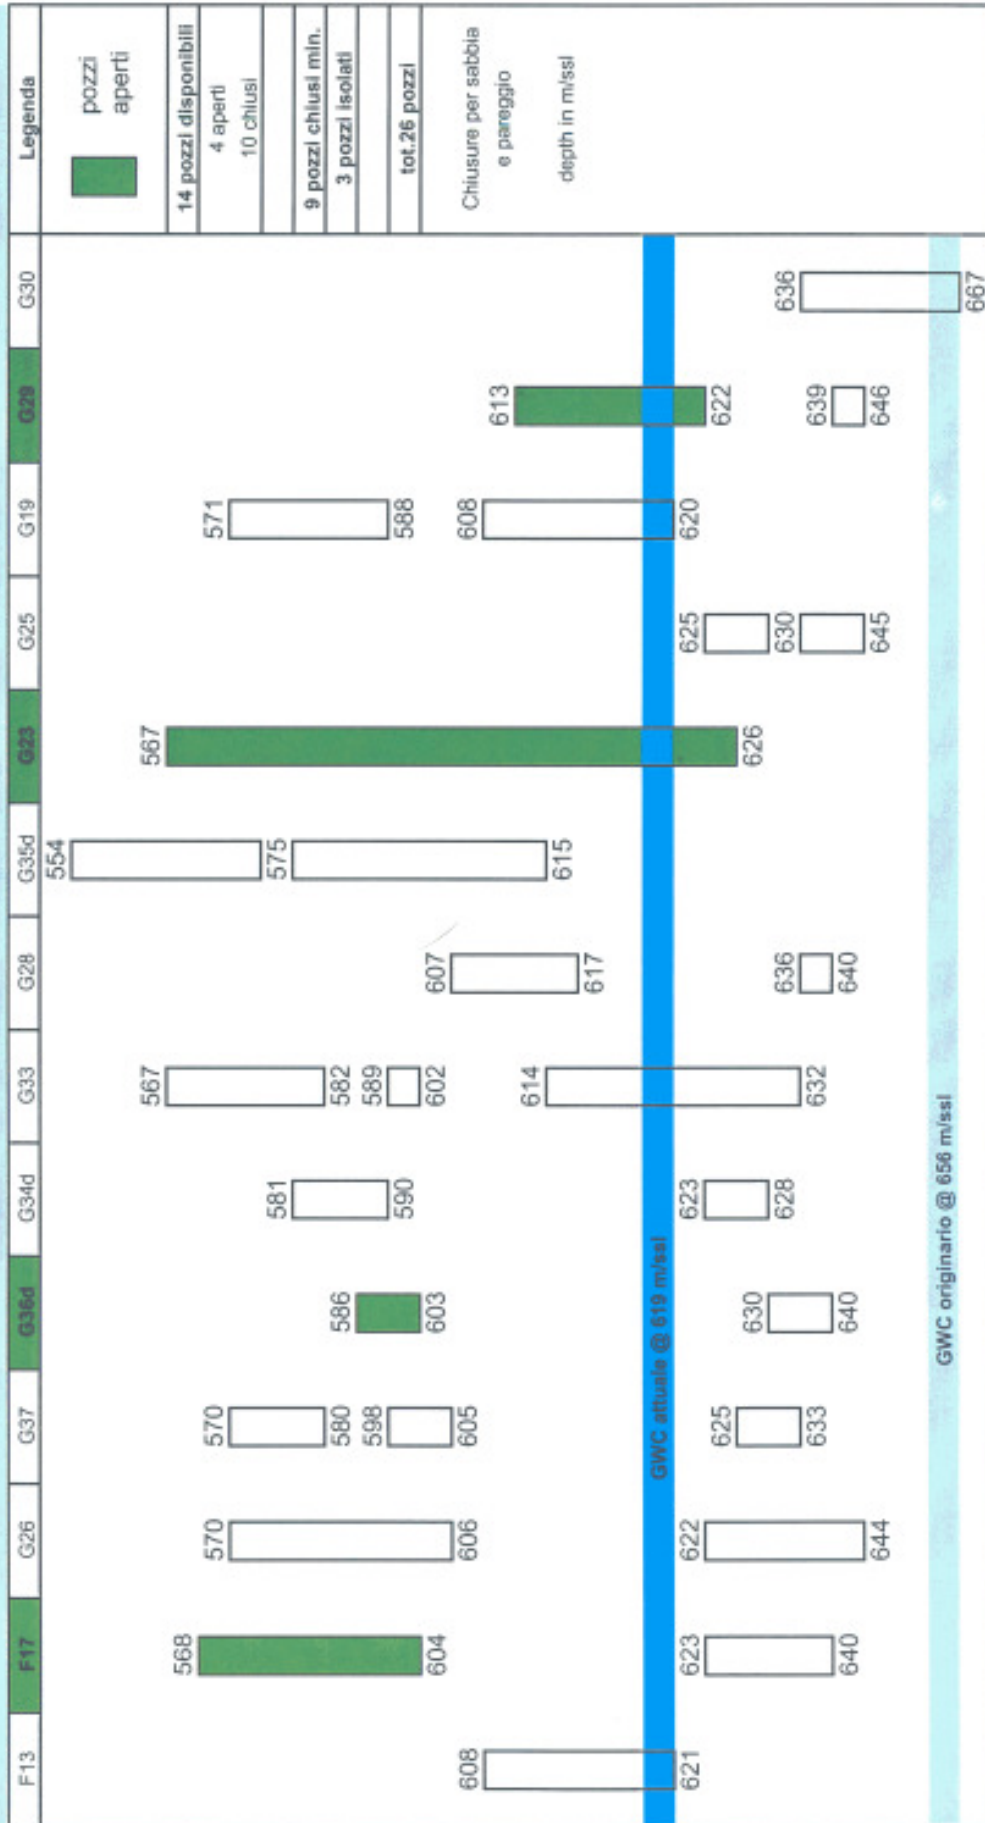 F13
F17
G26
G37
G36d
G34d
G33
G28
G35d
G23
G25
G19
G29
G30
Legenda
608
621
568
604
623
640
570
606
622
644
570
580
598
605
625
633
586
603
630
640
581
590
623
628
567
582
589
602
614
632
607
617
636
640
554
575
615
567
626
625
630
645
571
588
608
620
613
622
639
646
636
667
GWC attuale @ 619 m/ssl
GWC originario @ 656 m/ssl
pozzi
aperti
14 pozzi disponibili
4 aperti
10 chiusi
9 pozzi chiusi min.
3 pozzi isolati
tot.26 pozzi
Chiusure per sabbia
e pareggio
depth in m/ssl